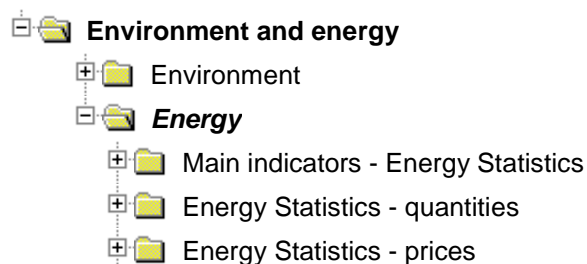 Environment and energy
Environment
Energy
Main indicators - Energy Statistics
Energy Statistics - quantities
Energy Statistics - prices